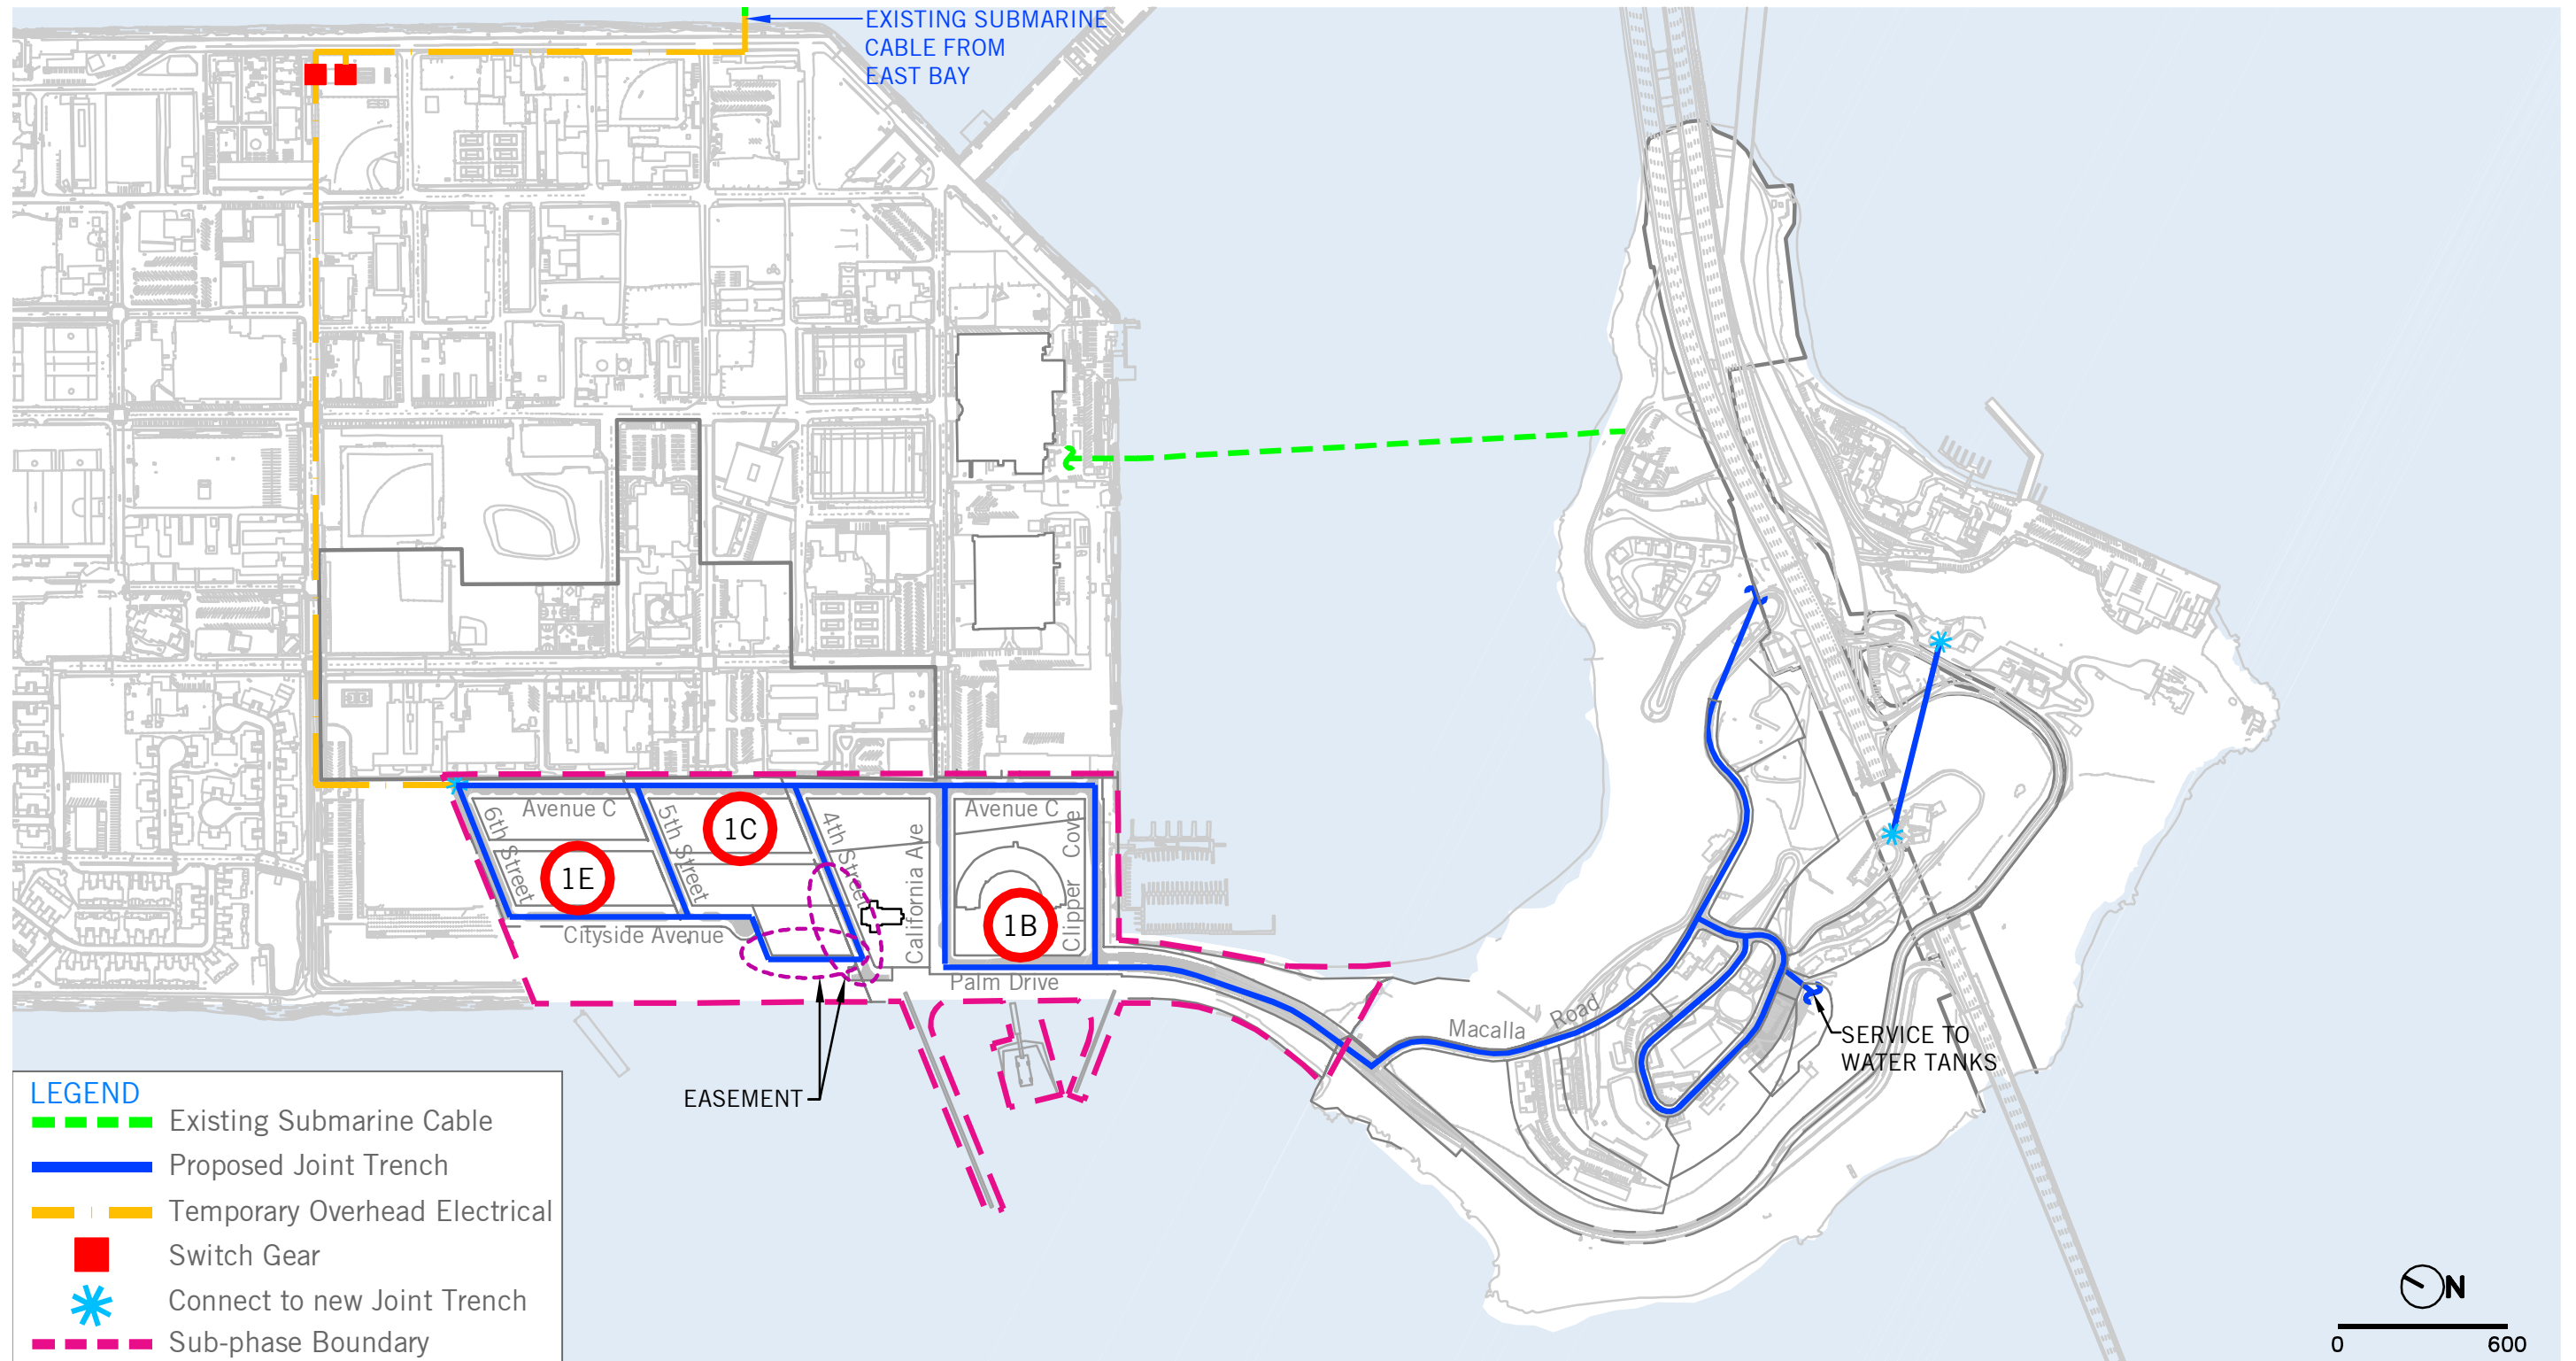 EXISTING SUBMARINE
CABLE FROM
EAST BAY
Avenue C
Avenue C
6th Street
5th Street
4th Street
California Ave
Clipper Cove
1E
1C
1B
Cityside Avenue
Palm Drive
Macalla Road
SERVICE TO
WATER TANKS
EASEMENT
LEGEND
Existing Submarine Cable
Proposed Joint Trench
Temporary Overhead Electrical
Switch Gear
Connect to new Joint Trench
Sub-phase Boundary
N
0 600